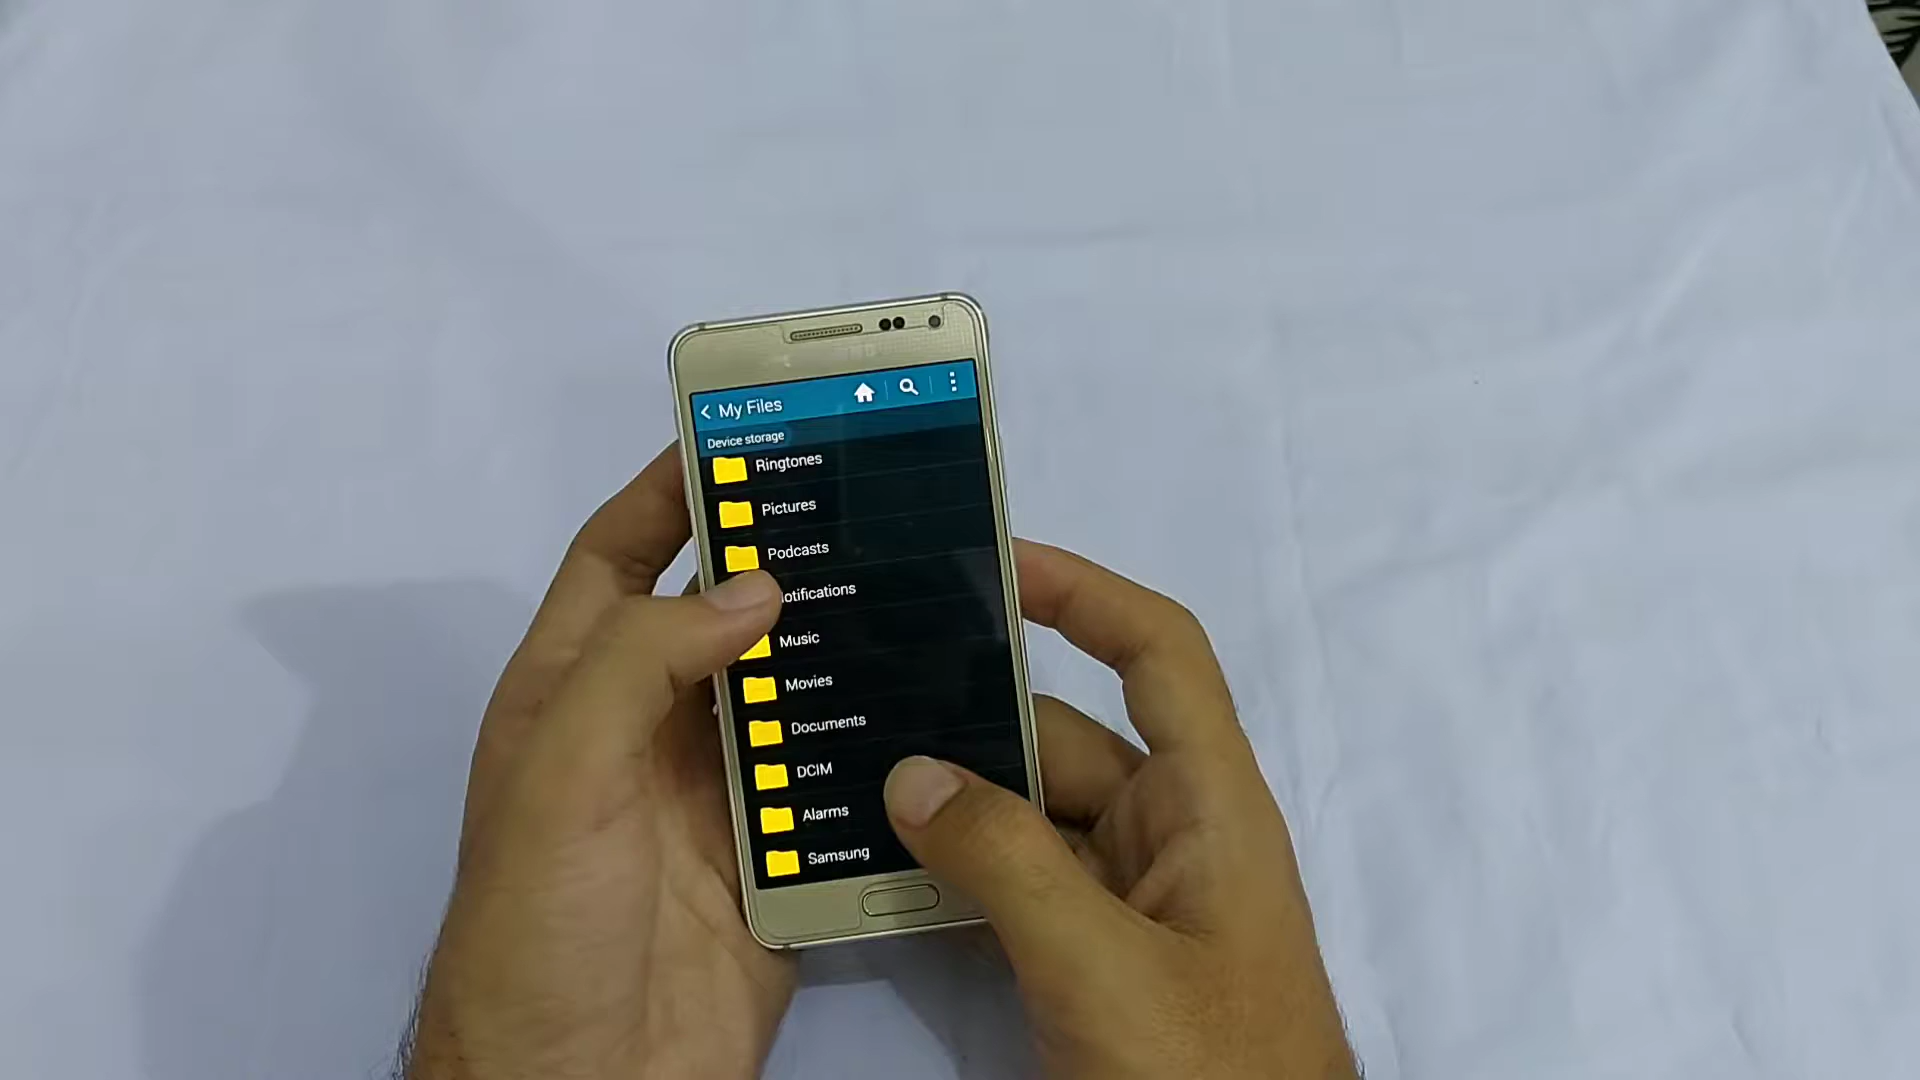 My Files
Device storage
Ringtones
Pictures
Podcasts
otifications
Music
Movies
Documents
DCIM
Alarms
Samsung